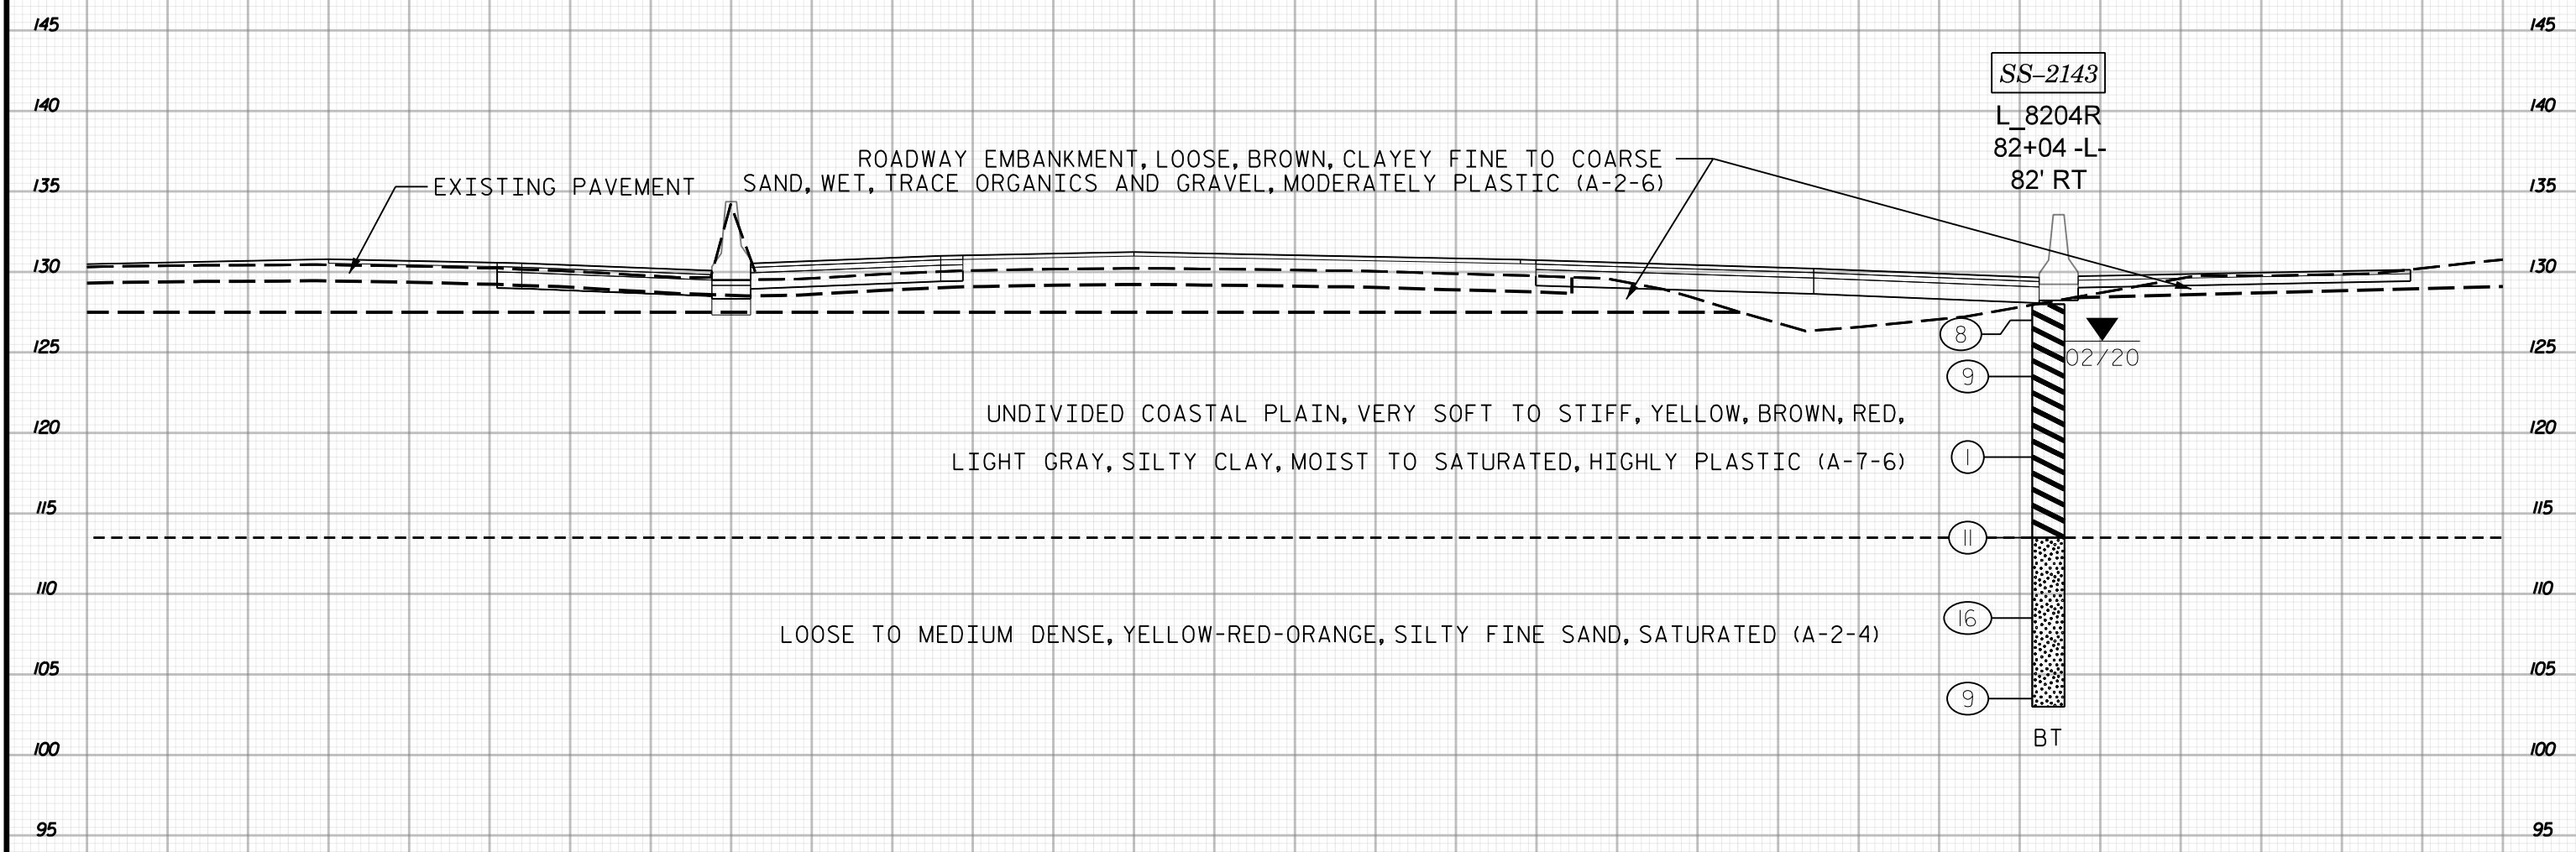 145 145
SS–2143
140 140
L_8204R
82+04 -L-
82' RT
ROADWAY EMBANKMENT, LOOSE, BROWN, CLAYEY FINE TO COARSE
SAND, WET, TRACE ORGANICS AND GRAVEL, MODERATELY PLASTIC (A-2-6)
EXISTING PAVEMENT
135 135
130 130
8
125 125
02/20
9
UNDIVIDED COASTAL PLAIN, VERY SOFT TO STIFF, YELLOW, BROWN, RED,
120 120
LIGHT GRAY, SILTY CLAY, MOIST TO SATURATED, HIGHLY PLASTIC (A-7-6)
1
115 115
11
110 110
16
LOOSE TO MEDIUM DENSE, YELLOW-RED-ORANGE, SILTY FINE SAND, SATURATED (A-2-4)
105 105
9
BT
100 100
95 95